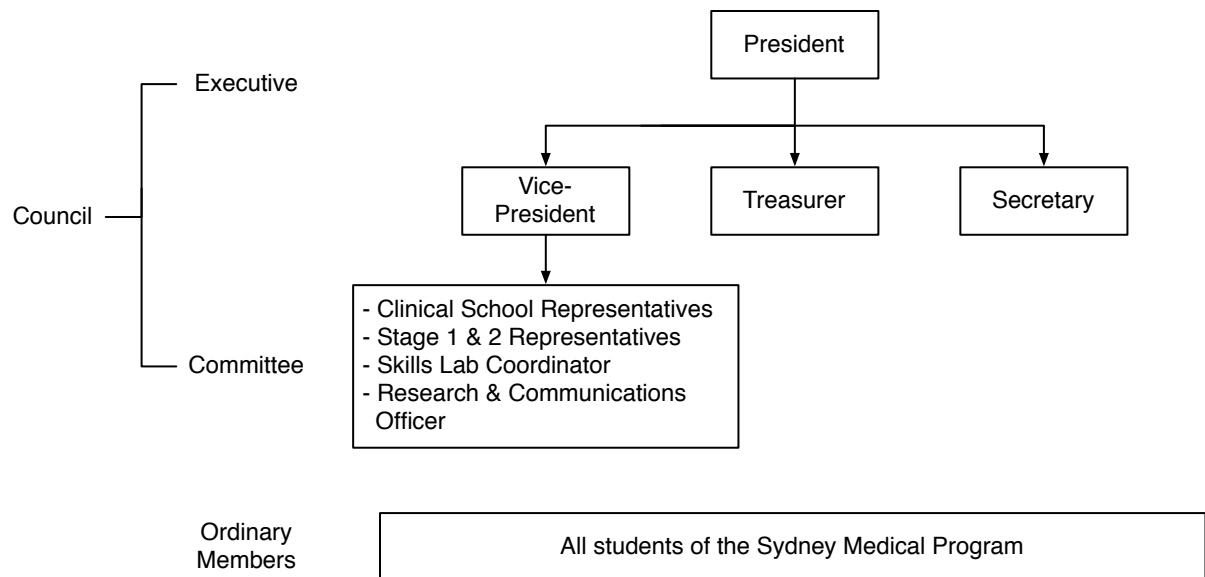 President
Executive
Vice-
President
Treasurer
Secretary
Council
- Clinical School Representatives
- Stage 1 & 2 Representatives
- Skills Lab Coordinator
- Research & Communications
Officer
Committee
Ordinary
Members
All students of the Sydney Medical Program